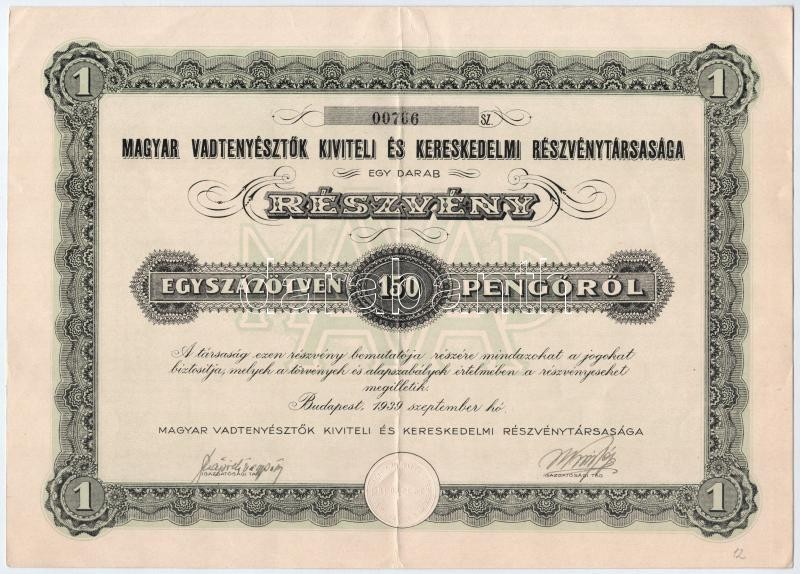 1 1
00766 SZ.
MAGYAR VADTENYÉSZTŐK KIVITELI ÉS KERESKEDELMI RÉSZVÉNYTÁRSASÁGA
EGY DARAB
RÉSZVÉNY
MAVAD
EGYSZÁZÖTVEN 150 PENGŐRŐL
A társaság ezen részvény bemutatója részére mindazokat a jogokat
biztosítja, melyek a törvények és alapszabályok értelmében a részvényeseket
megilletik.
Budapest, 1939 szeptember hó.
MAGYAR VADTENYÉSZTŐK KIVITELI ÉS KERESKEDELMI RÉSZVÉNYTÁRSASÁGA
IGAZGATÓSÁGI TAG IGAZGATÓSÁGI TAG
1 1
12